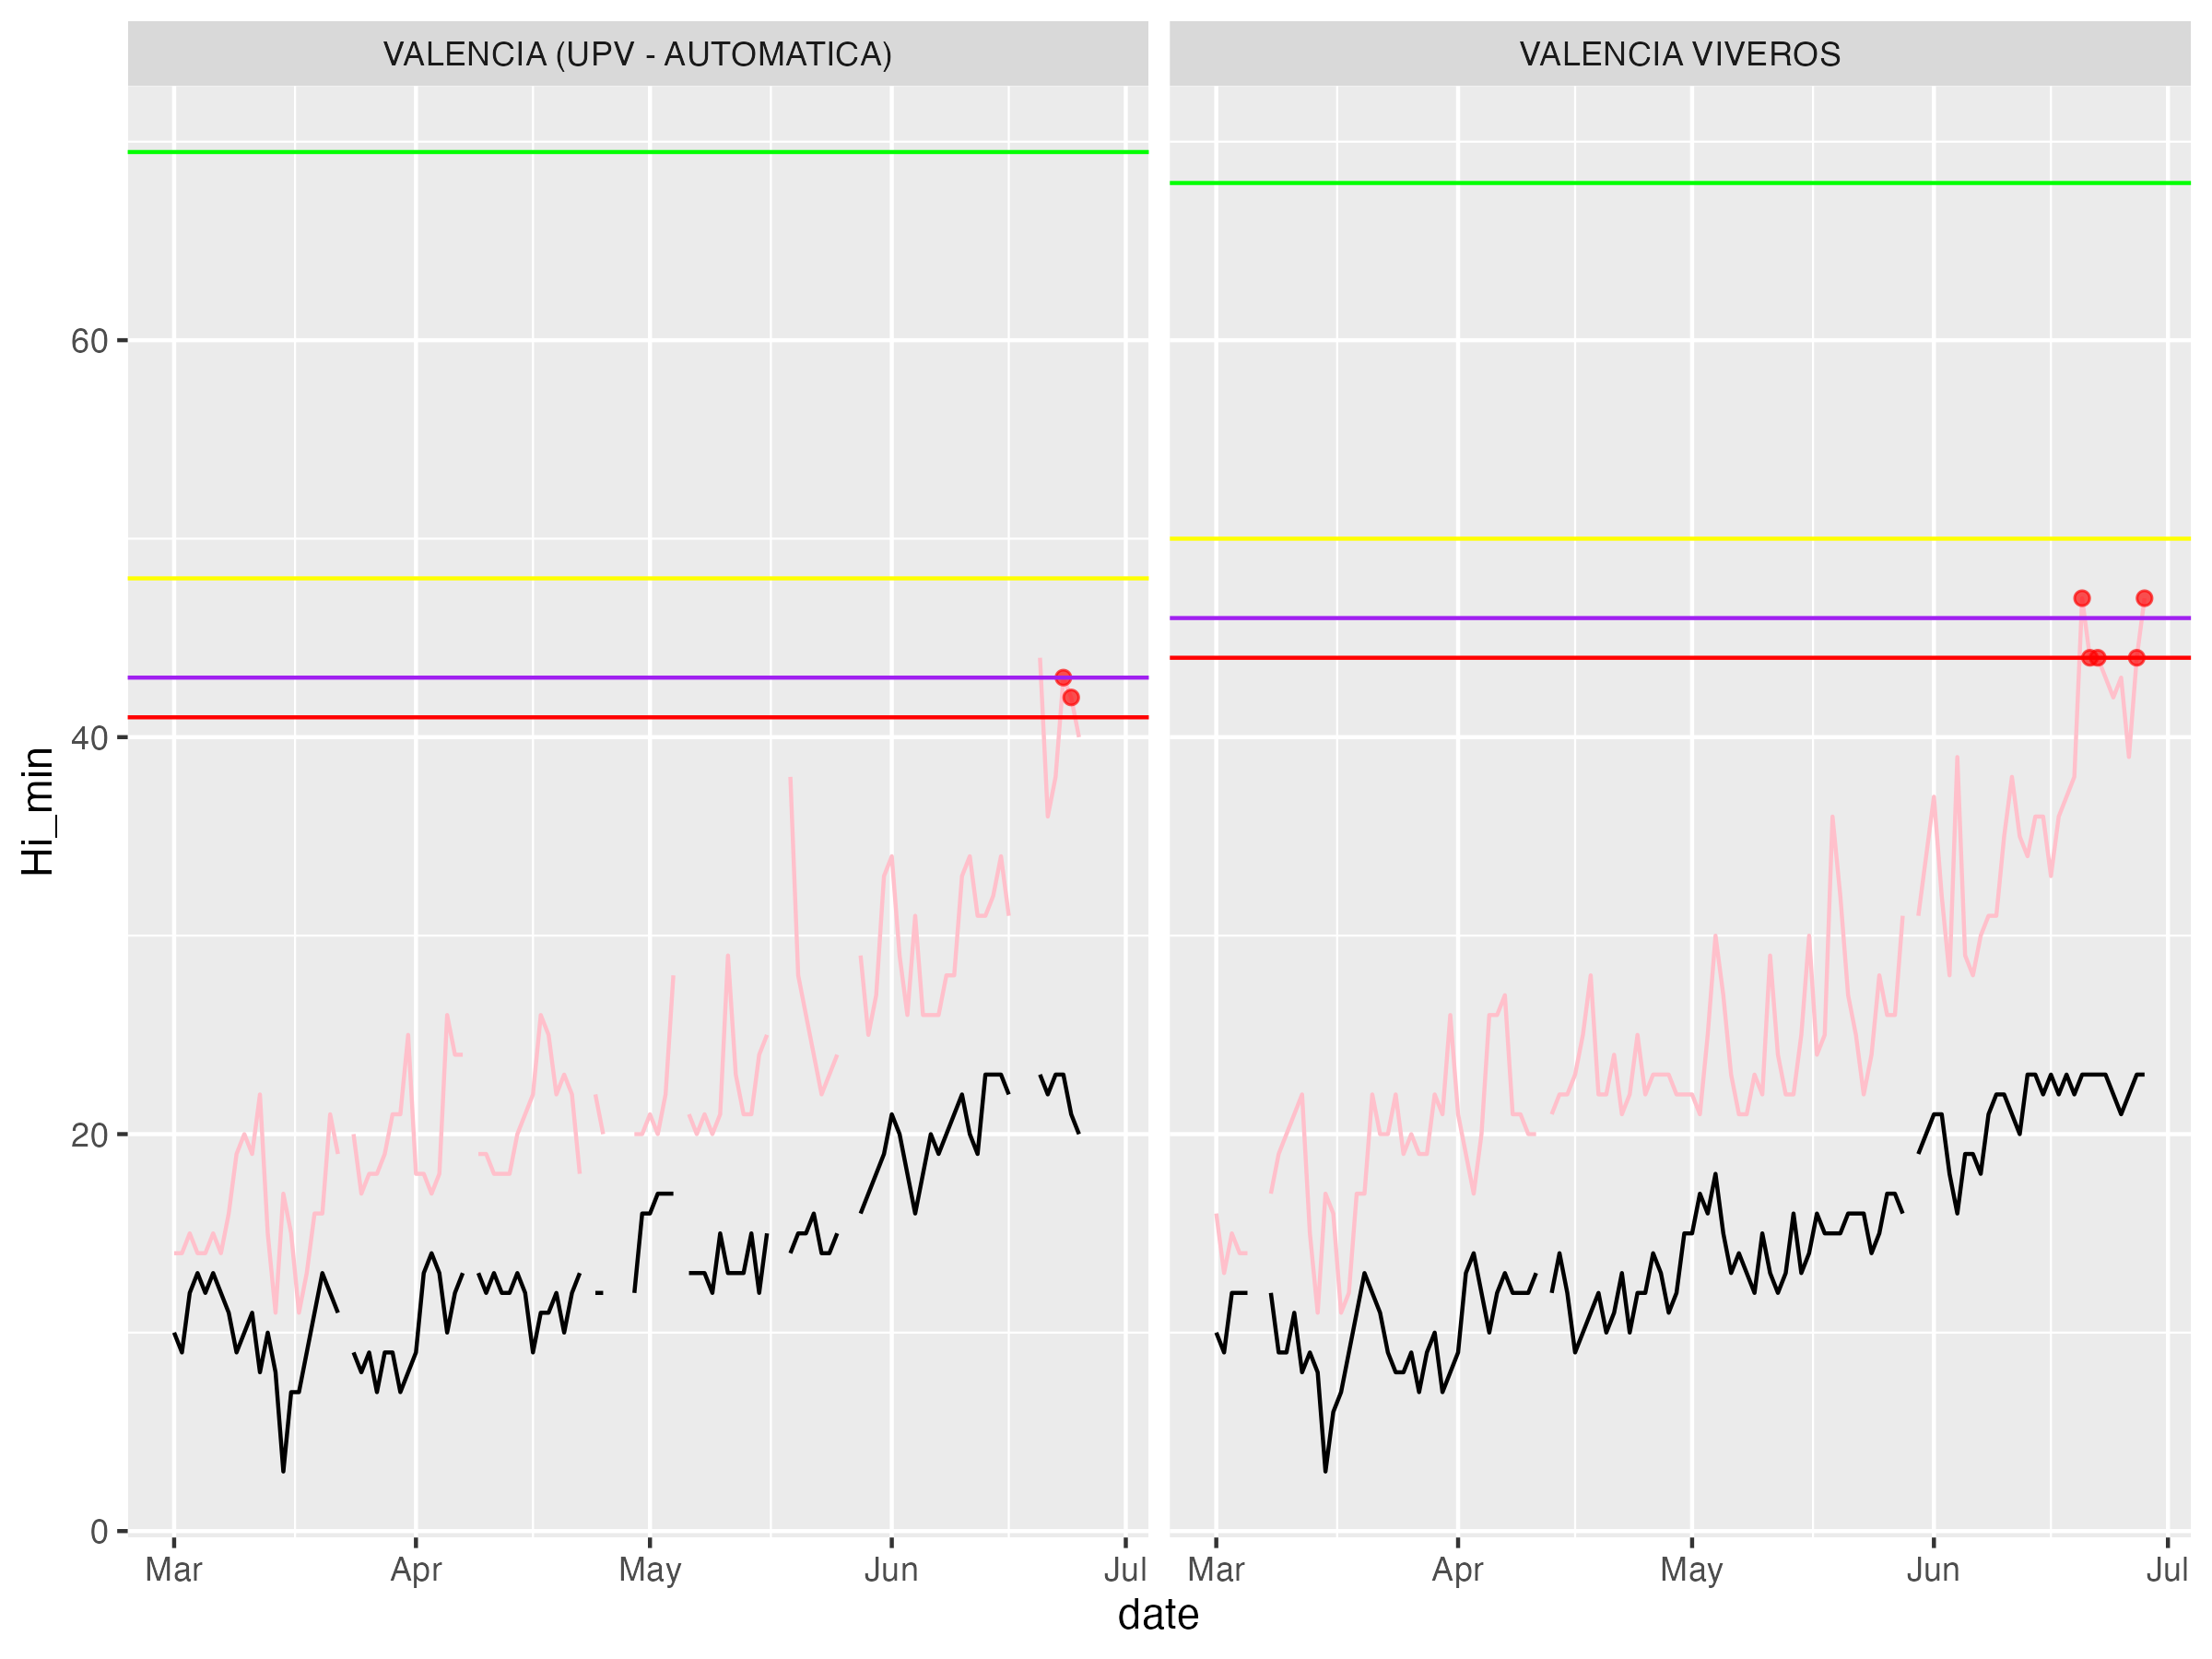 VALENCIA (UPV - AUTOMATICA)
VALENCIA VIVEROS
Hi_min
60
40
20
0
Mar Apr May Jun Jul
Mar Apr May Jun Jul
date